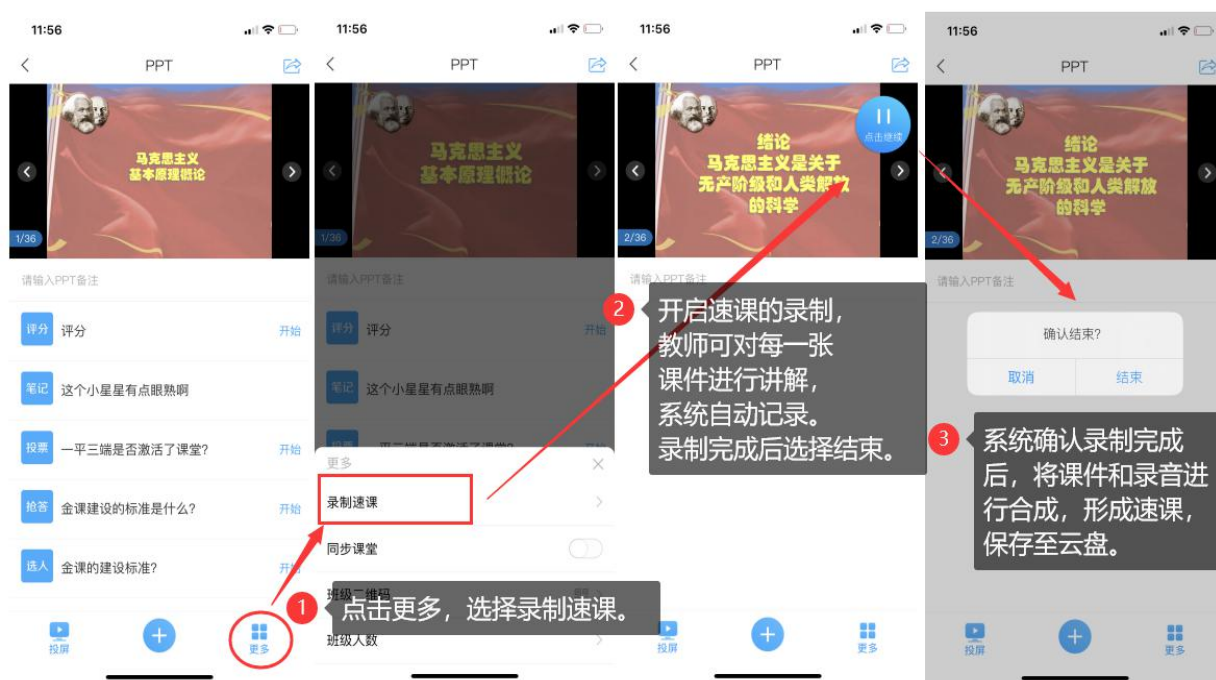 11:56
PPT
马克思主义
基本原理概论
1/36
请输入PPT备注
评分 评分 开始
笔记 这个小星星有点眼熟啊
投票 一平三端是否激活了课堂? 开始
抢答 金课建设的标准是什么? 开始
选人 金课的建设标准? 开始
投屏
更多
11:56
PPT
马克思主义
基本原理概论
1/36
请输入PPT备注
评分 评分 开始
笔记 这个小星星有点眼熟啊
更多
录制速课
同步课堂
班级二维码
班级人数
1 点击更多，选择录制速课。
11:56
PPT
点击继续
绪论
马克思主义是关于
无产阶级和人类解放
的科学
2/36
请输入PPT备注
2 开启速课的录制，
教师可对每一张
课件进行讲解，
系统自动记录。
录制完成后选择结束。
投屏
更多
11:56
PPT
绪论
马克思主义是关于
无产阶级和人类解放
的科学
2/36
请输入PPT备注
确认结束?
取消 结束
3 系统确认录制完成
后，将课件和录音进
行合成，形成速课，
保存至云盘。
投屏
更多